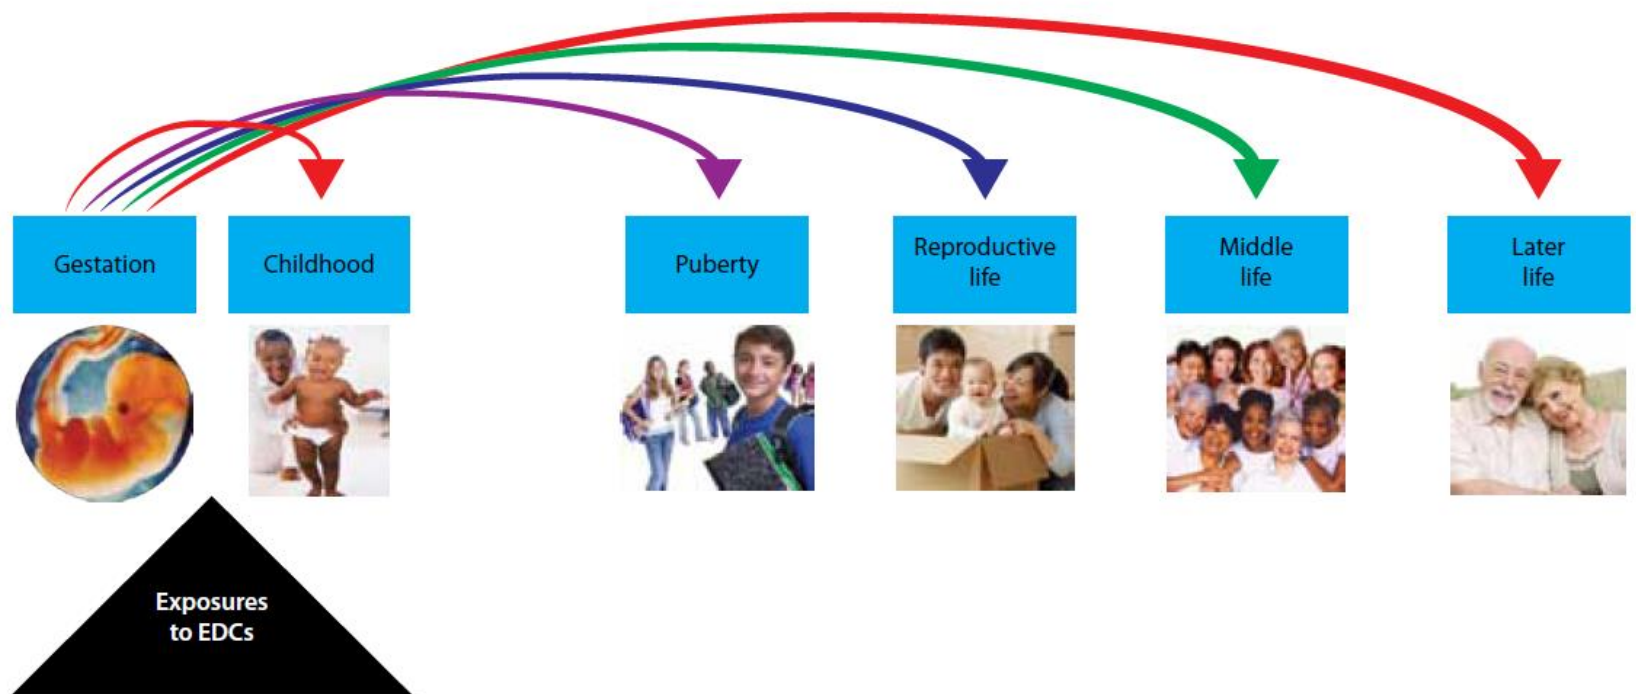 Gestation
Childhood
Puberty
Reproductive
life
Middle
life
Later
life
Exposures
to EDCs